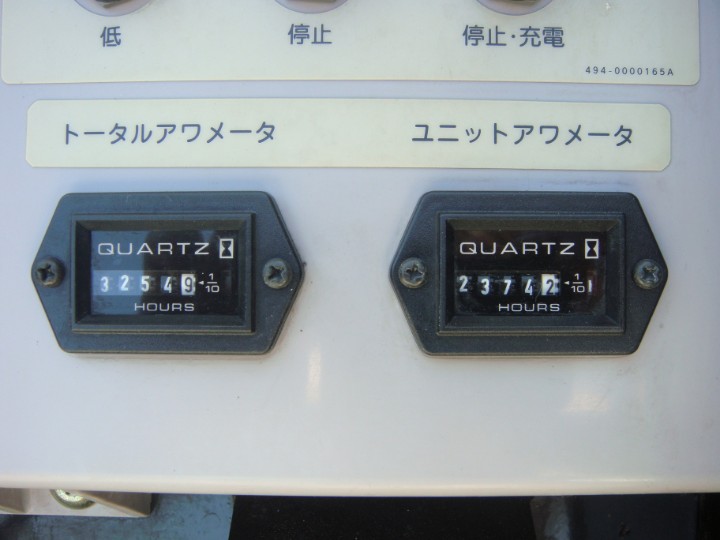 低 停止 停止・充電
494-0000165A
トータルアワメータ ユニットアワメータ
QUARTZ
32549 1/10
HOURS
QUARTZ
23742 1/10
HOURS